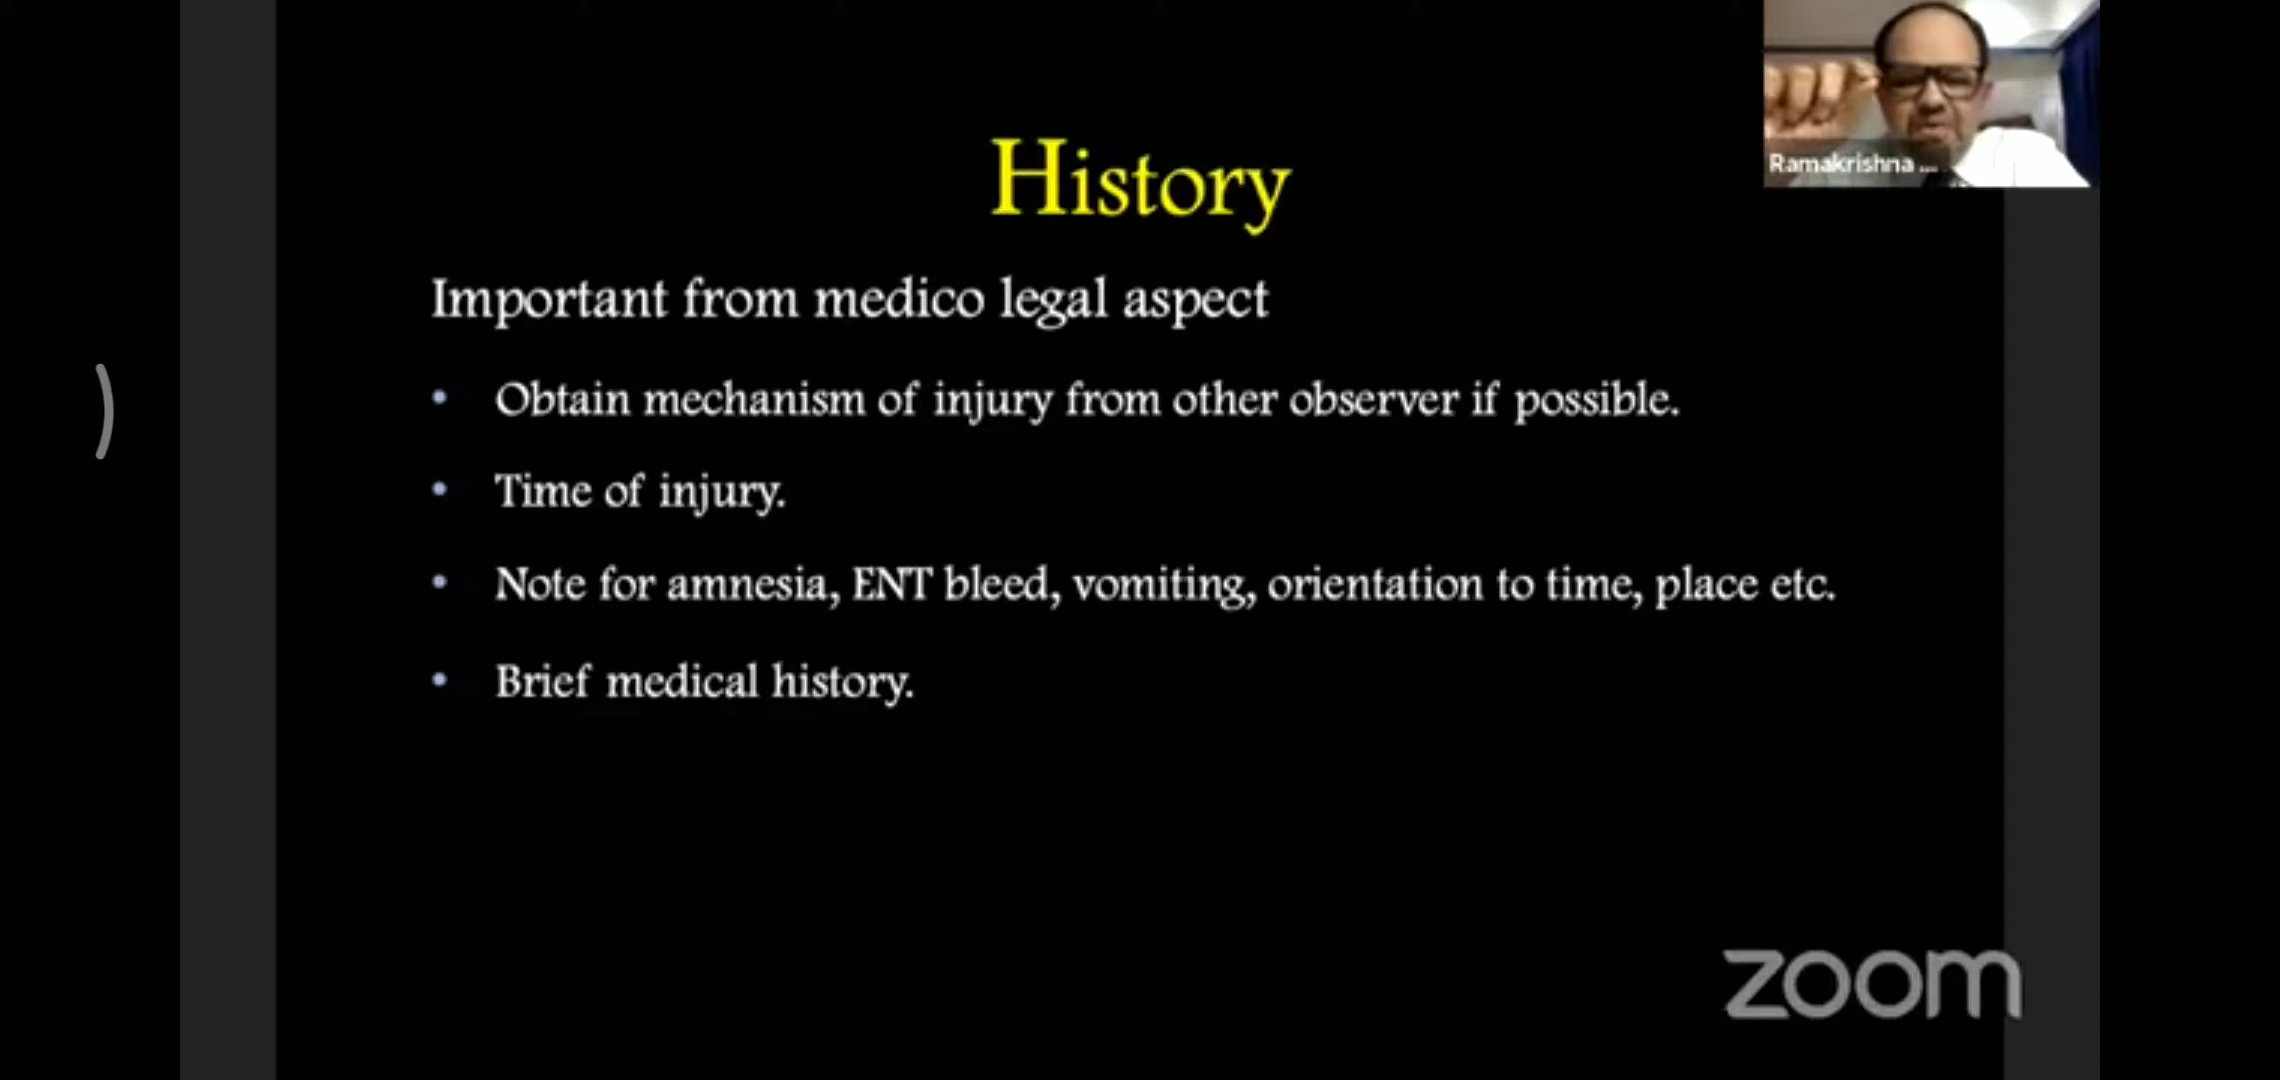 Ramakrishna ...
History
Important from medico legal aspect
• Obtain mechanism of injury from other observer if possible.
• Time of injury.
• Note for amnesia, ENT bleed, vomiting, orientation to time, place etc.
• Brief medical history.
zoom